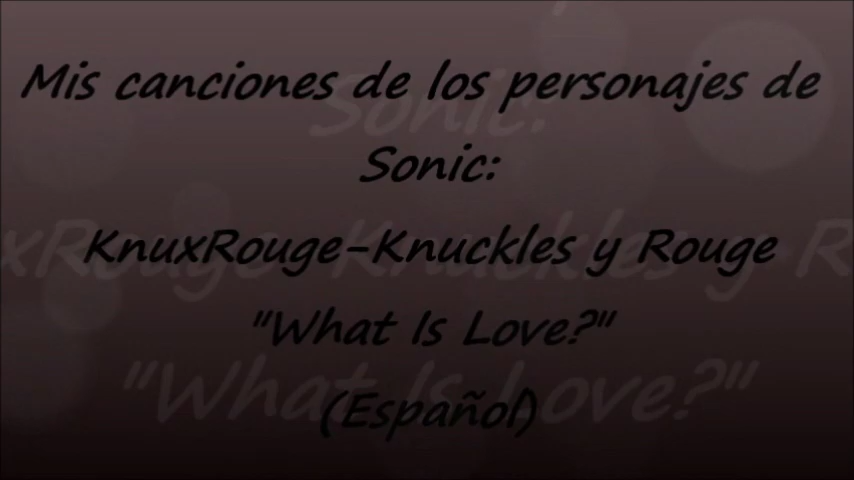 Mis canciones de los personajes de
Sonic:
KnuxRouge-Knuckles y Rouge
"What Is Love?"
(Español)